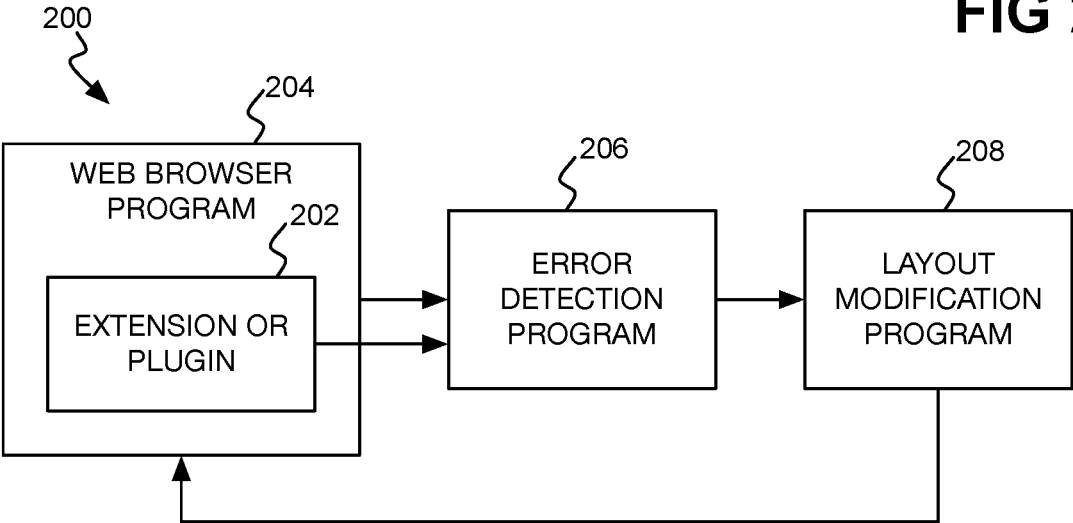 FIG
200
204
WEB BROWSER
PROGRAM
202
EXTENSION OR
PLUGIN
206
ERROR
DETECTION
PROGRAM
208
LAYOUT
MODIFICATION
PROGRAM